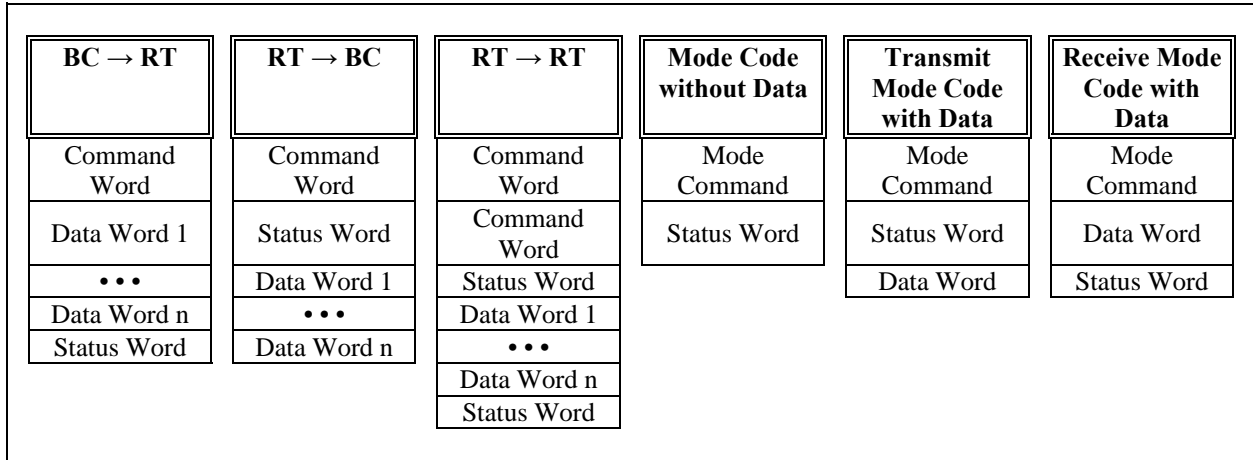 BC → RT
Command
Word
Data Word 1
• • •
Data Word n
Status Word
RT → BC
Command
Word
Status Word
Data Word 1
• • •
Data Word n
RT → RT
Command
Word
Command
Word
Status Word
Data Word 1
• • •
Data Word n
Status Word
Mode Code
without Data
Mode
Command
Status Word
Transmit
Mode Code
with Data
Mode
Command
Status Word
Data Word
Receive Mode
Code with
Data
Mode
Command
Data Word
Status Word